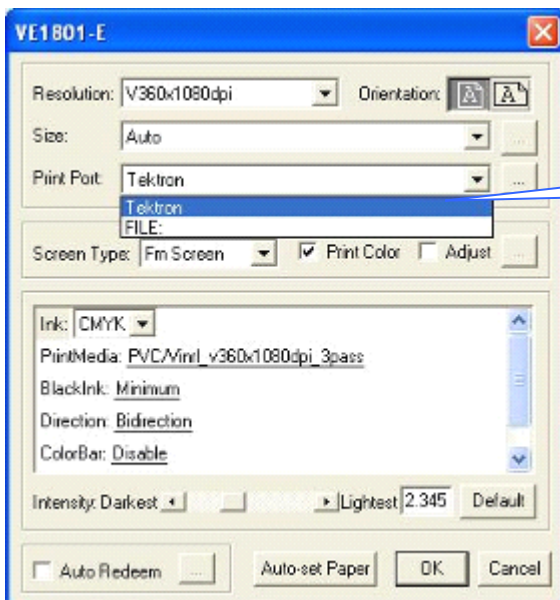 VE1801-E
Resolution: V360x1080dpi Orientation: A A
Size: Auto ...
Print Port: Tektron ...
Tektron
FILE:
Screen Type: Fm Screen Print Color Adjust ...
Ink: CMYK
PrintMedia: PVC/Vinrl_v360x1080dpi_3pass
BlackInk: Minimum
Direction: Bidirection
ColorBar: Disable
Intensity: Darkest Lightest 2.345 Default
Auto Redeem ... Auto-set Paper OK Cancel